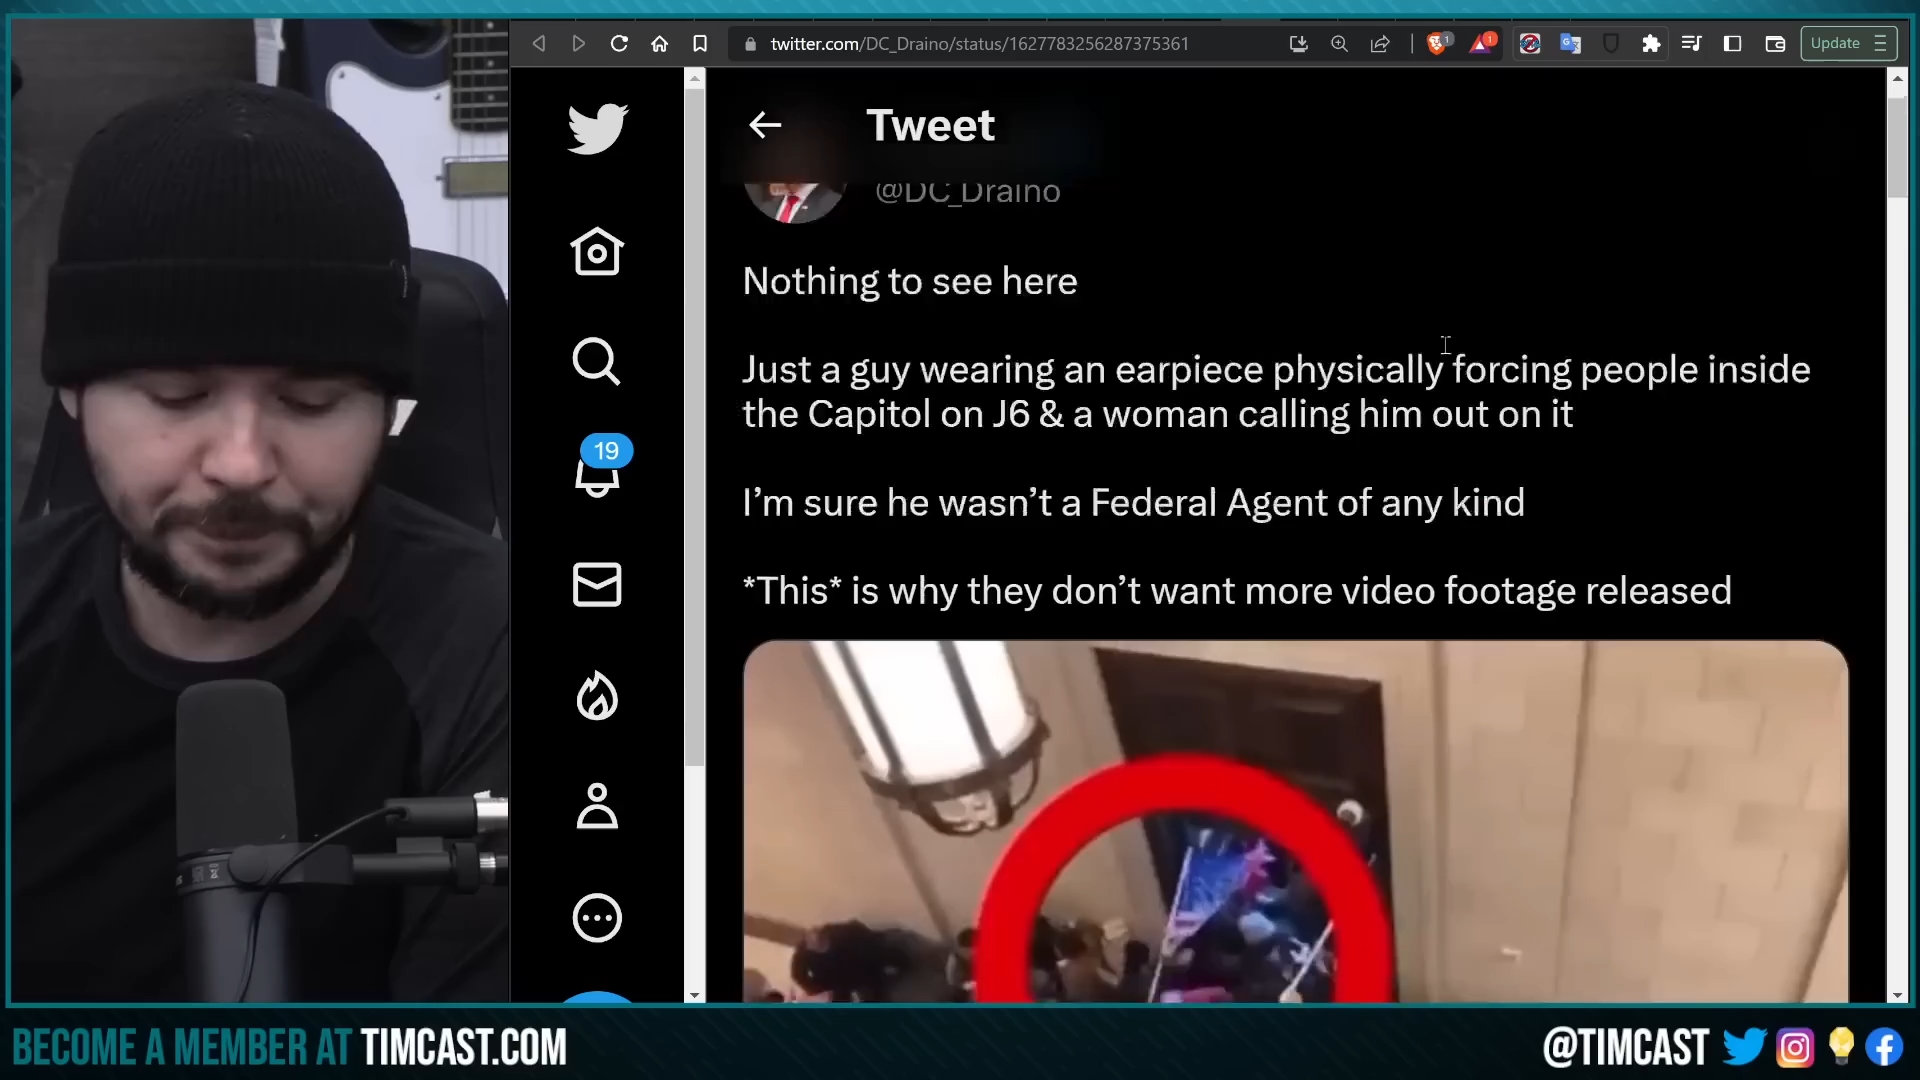 twitter.com/DC_Draino/status/1627783256287375361
1
1
Update
Tweet
@DC_Draino
Nothing to see here
Just a guy wearing an earpiece physically forcing people inside
the Capitol on J6 & a woman calling him out on it
I'm sure he wasn't a Federal Agent of any kind
*This* is why they don't want more video footage released
19
BECOME A MEMBER AT TIMCAST.COM
@TIMCAST